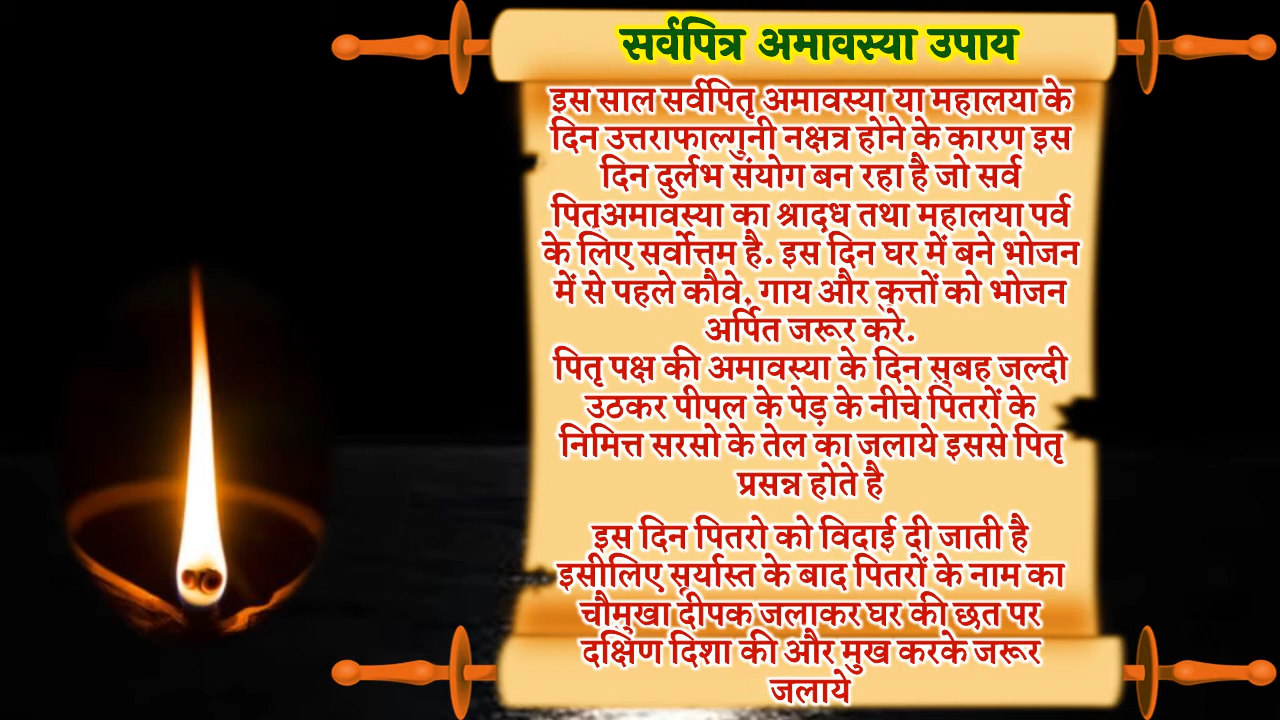 सर्वपित्र अमावस्या उपाय
इस साल सर्वपितृ अमावस्या या महालया के
दिन उत्तराफाल्गुनी नक्षत्र होने के कारण इस
दिन दुर्लभ संयोग बन रहा है जो सर्व
पितृअमावस्या का श्रादध तथा महालया पर्व
के लिए सर्वोत्तम है. इस दिन घर में बने भोजन
में से पहले कौवे, गाय और कुत्तों को भोजन
अर्पित जरूर करे.
पितृ पक्ष की अमावस्या के दिन सुबह जल्दी
उठकर पीपल के पेड़ के नीचे पितरों के
निमित्त सरसो के तेल का जलाये इससे पितृ
प्रसन्न होते है
इस दिन पितरो को विदाई दी जाती है
इसीलिए सूर्यास्त के बाद पितरों के नाम का
चौमुखा दीपक जलाकर घर की छत पर
दक्षिण दिशा की और मुख करके जरूर
जलाये